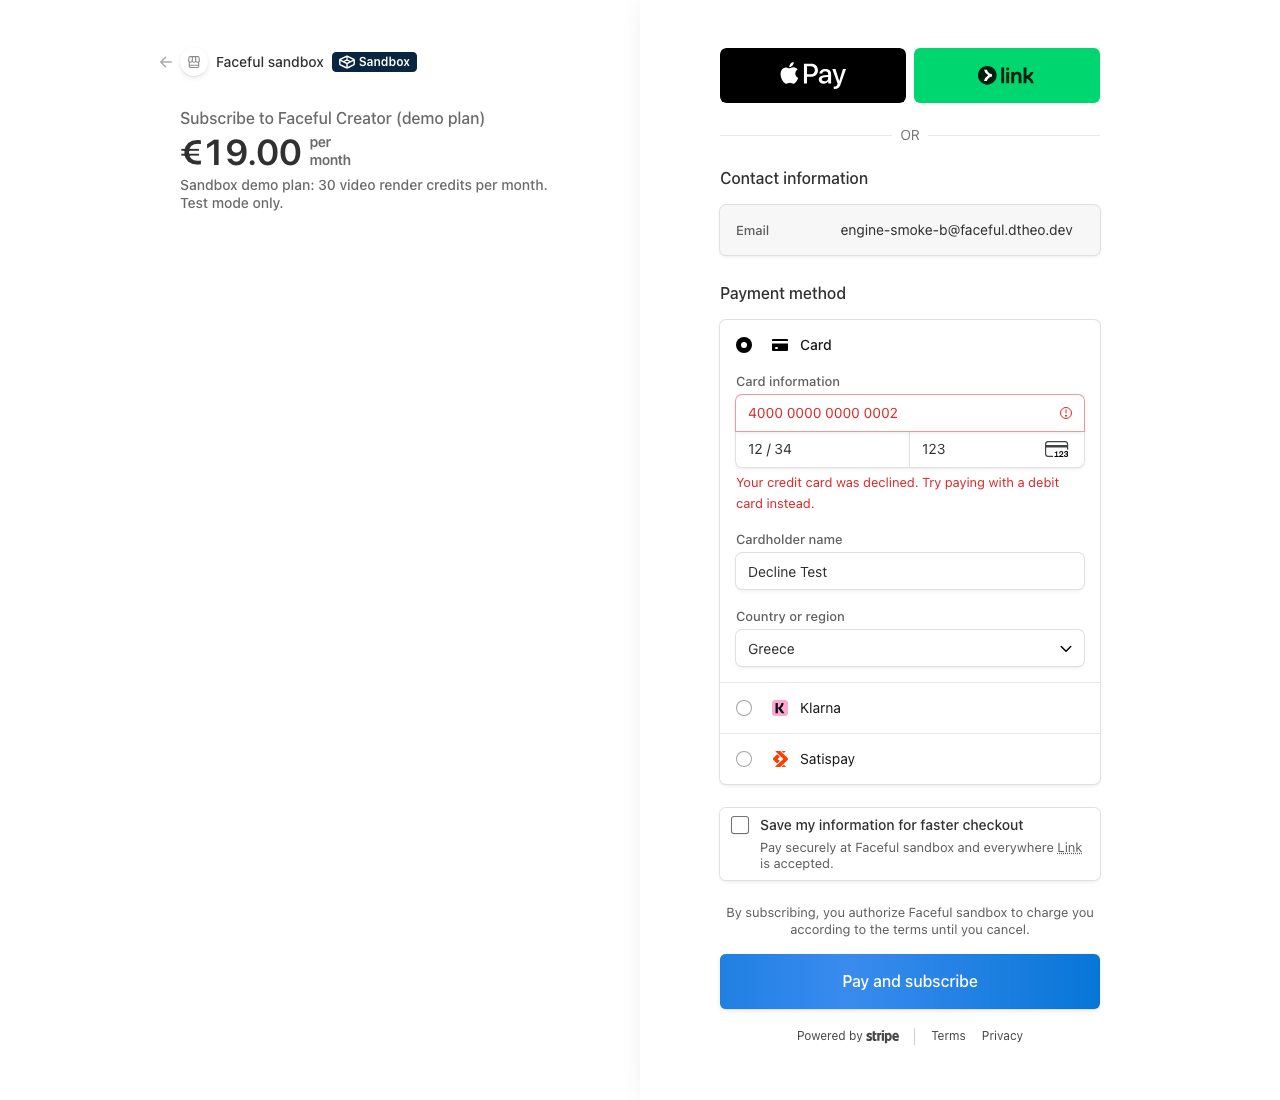 Faceful sandbox Sandbox
Subscribe to Faceful Creator (demo plan)
€19.00 per
month
Sandbox demo plan: 30 video render credits per month.
Test mode only.
Pay link
OR
Contact information
Email engine-smoke-b@faceful.dtheo.dev
Payment method
Card
Card information
4000 0000 0000 0002
12 / 34 123
Your credit card was declined. Try paying with a debit
card instead.
Cardholder name
Decline Test
Country or region
Greece
K Klarna
Satispay
Save my information for faster checkout
Pay securely at Faceful sandbox and everywhere Link
is accepted.
By subscribing, you authorize Faceful sandbox to charge you
according to the terms until you cancel.
Pay and subscribe
Powered by stripe Terms Privacy